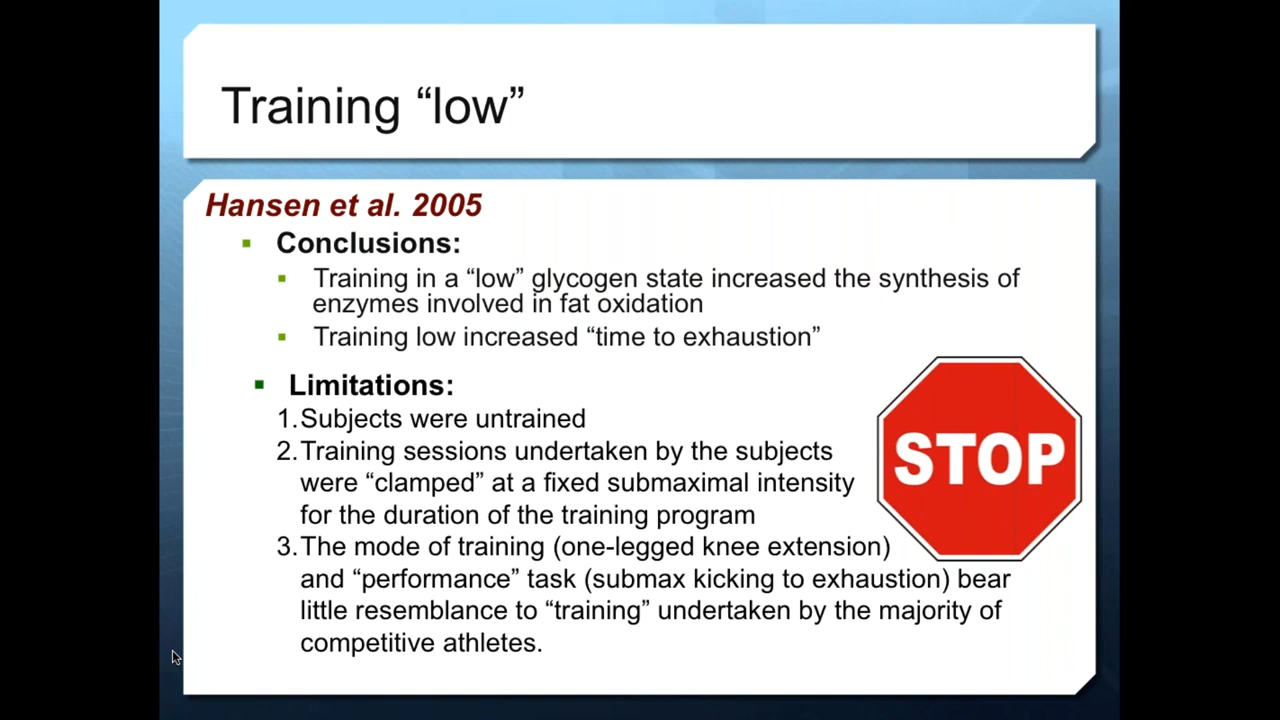 Training “low”
Hansen et al. 2005
Conclusions:
Training in a “low” glycogen state increased the synthesis of
enzymes involved in fat oxidation
Training low increased “time to exhaustion”
Limitations:
1.Subjects were untrained
2.Training sessions undertaken by the subjects
were “clamped” at a fixed submaximal intensity
for the duration of the training program
3.The mode of training (one-legged knee extension)
and “performance” task (submax kicking to exhaustion) bear
little resemblance to “training” undertaken by the majority of
competitive athletes.
STOP